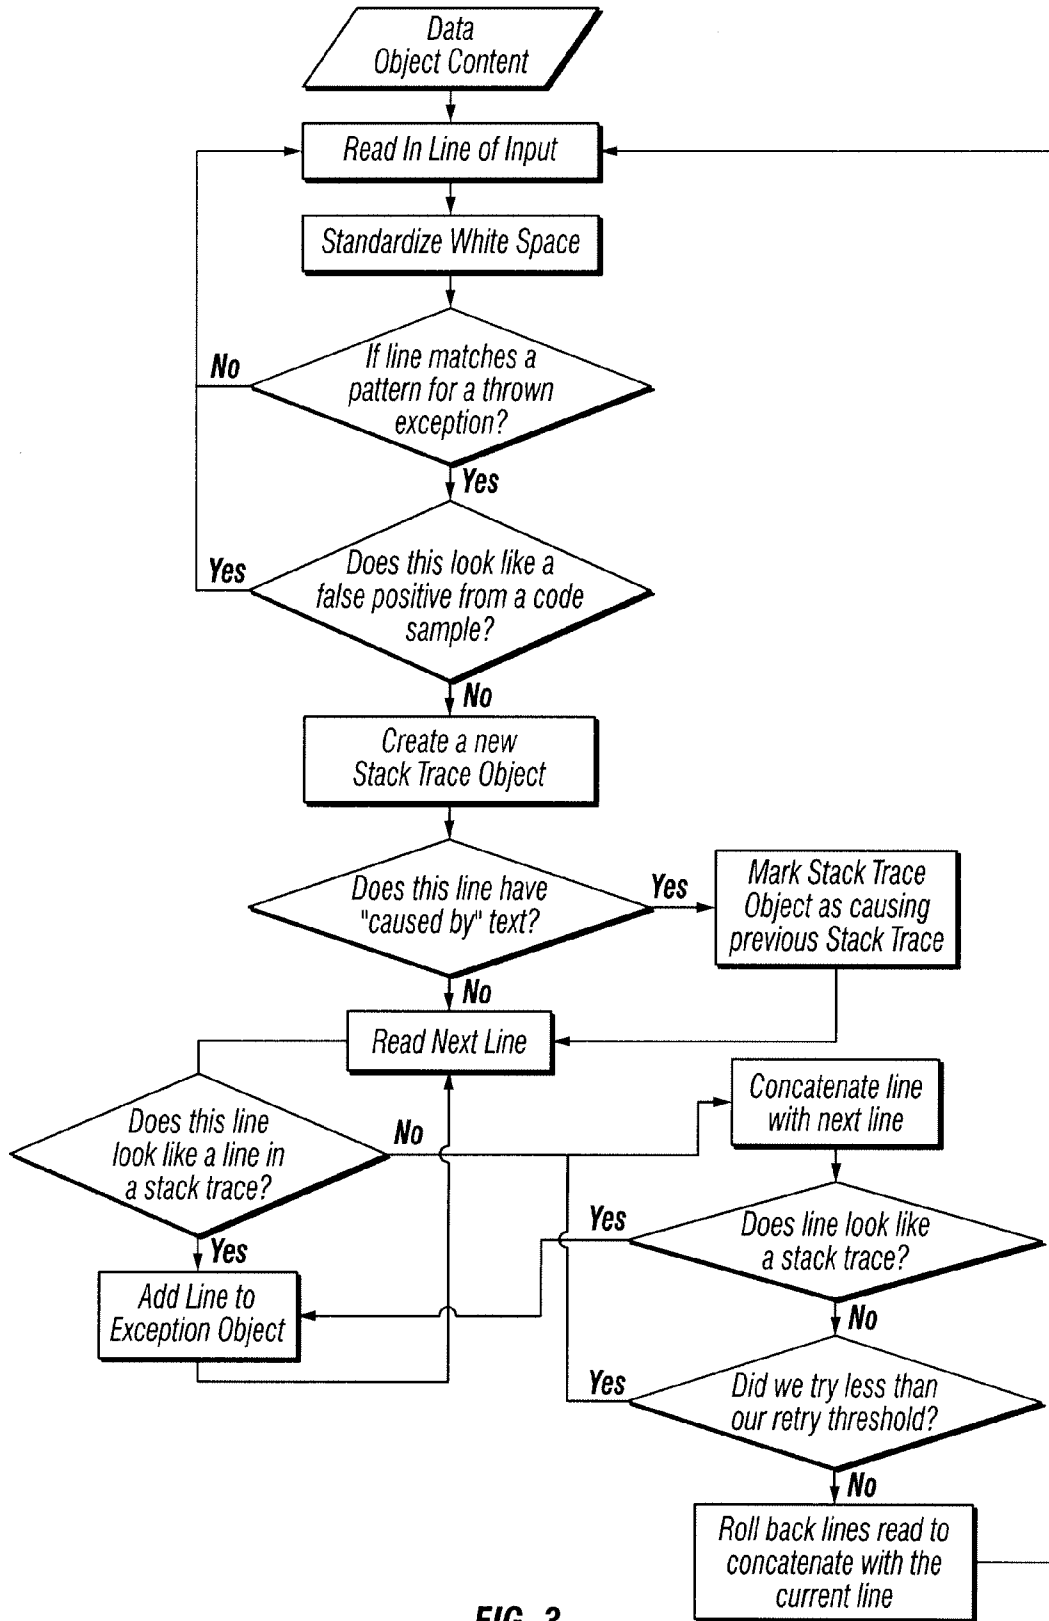 Data
Object Content
Read In Line of Input
Standardize White Space
If line matches a
pattern for a thrown
exception?
No
Yes
Does this look like a
false positive from a code
sample?
Yes
No
Create a new
Stack Trace Object
Does this line have
"caused by" text?
Yes
Mark Stack Trace
Object as causing
previous Stack Trace
No
Read Next Line
Does this line
look like a line in
a stack trace?
No
Concatenate line
with next line
Yes
Add Line to
Exception Object
Does line look like
a stack trace?
Yes
No
Did we try less than
our retry threshold?
Yes
No
Roll back lines read to
concatenate with the
current line